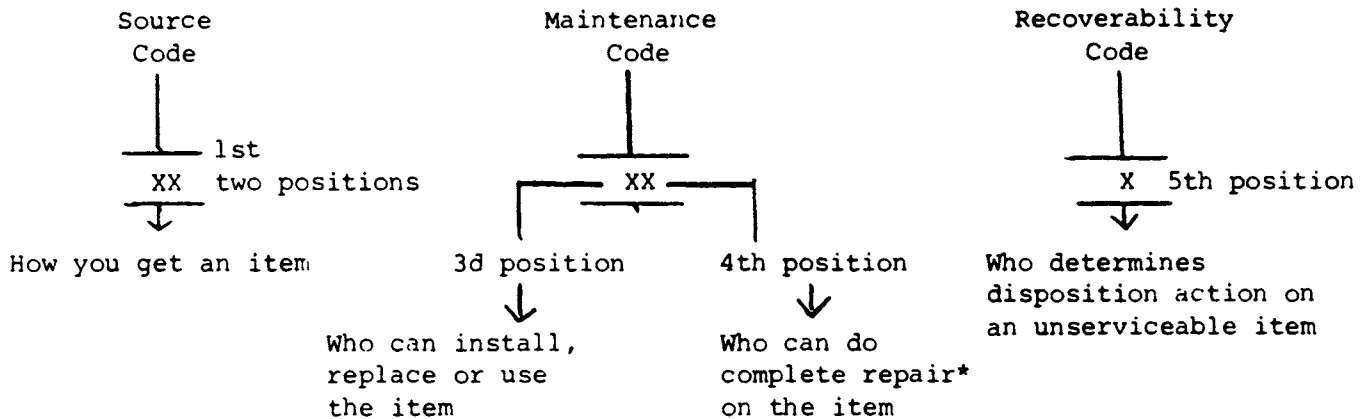 Source
Code
Maintenance
Code
Recoverability
Code
1st
XX two positions
XX
X 5th position
How you get an item
3d position
4th position
Who determines
disposition action on
an unserviceable item
Who can install,
replace or use
the item
Who can do
complete repair*
on the item